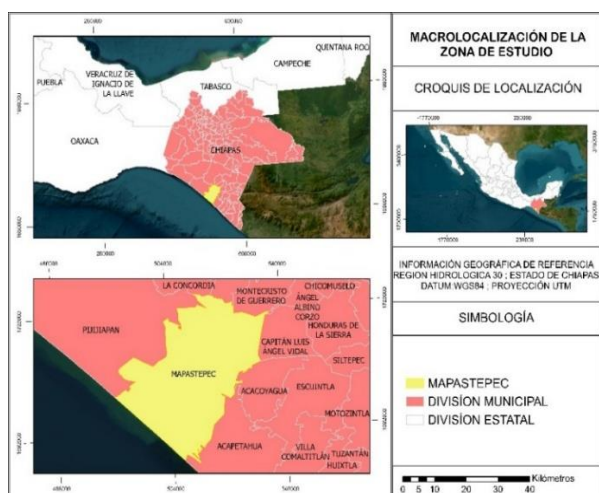 QUINTANA ROO
CAMPECHE
PUEBLA
VERACRUZ DE
IGNACIO DE
LA LLAVE
TABASCO
OAXACA
CHIAPAS
LA CONCORDIA
CHICOMUSELO
MONTECRISTO
DE GUERRERO
ÁNGEL
ALBINO
CORZO
HONDURAS DE
LA SIERRA
PIJIJIAPAN
CAPITÁN LUIS
ÁNGEL VIDAL
SILTEPEC
MAPASTEPEC
ESCUINTLA
ACACOYAGUA
MOTOZINTLA
ACAPETAHUA
VILLA
COMALTITLÁN
TUZANTÁN
HUIXTLA
MACROLOCALIZACIÓN DE LA
ZONA DE ESTUDIO
CROQUIS DE LOCALIZACIÓN
INFORMACIÓN GEOGRÁFICA DE REFERENCIA
REGION HIDROLOGICA 30 ; ESTADO DE CHIAPAS
DATUM WGS84 ; PROYECCIÓN UTM
SIMBOLOGÍA
MAPASTEPEC
DIVISÍON MUNICIPAL
DIVISÍON ESTATAL
Kilómetros
0 5 10 20 30 40